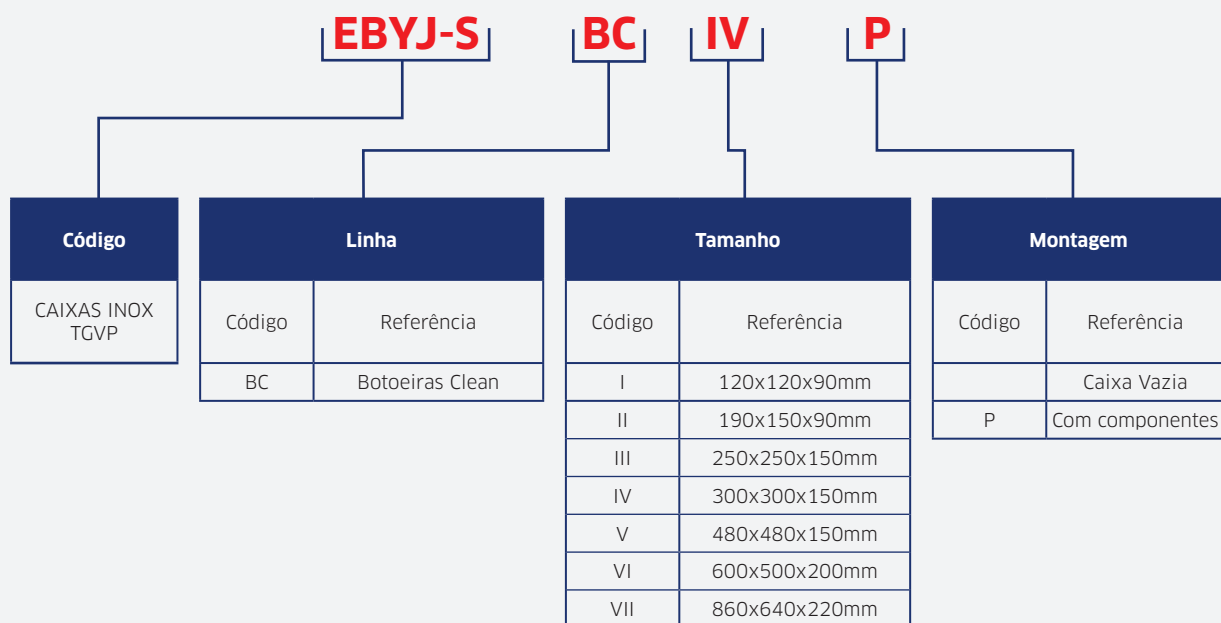 EBYJ-S BC IV P
Código
CAIXAS INOX
TGVP
Linha
Código Referência
BC Botoeiras Clean
Tamanho
Código Referência
I 120x120x90mm
II 190x150x90mm
III 250x250x150mm
IV 300x300x150mm
V 480x480x150mm
VI 600x500x200mm
VII 860x640x220mm
Montagem
Código Referência
Caixa Vazia
P Com componentes